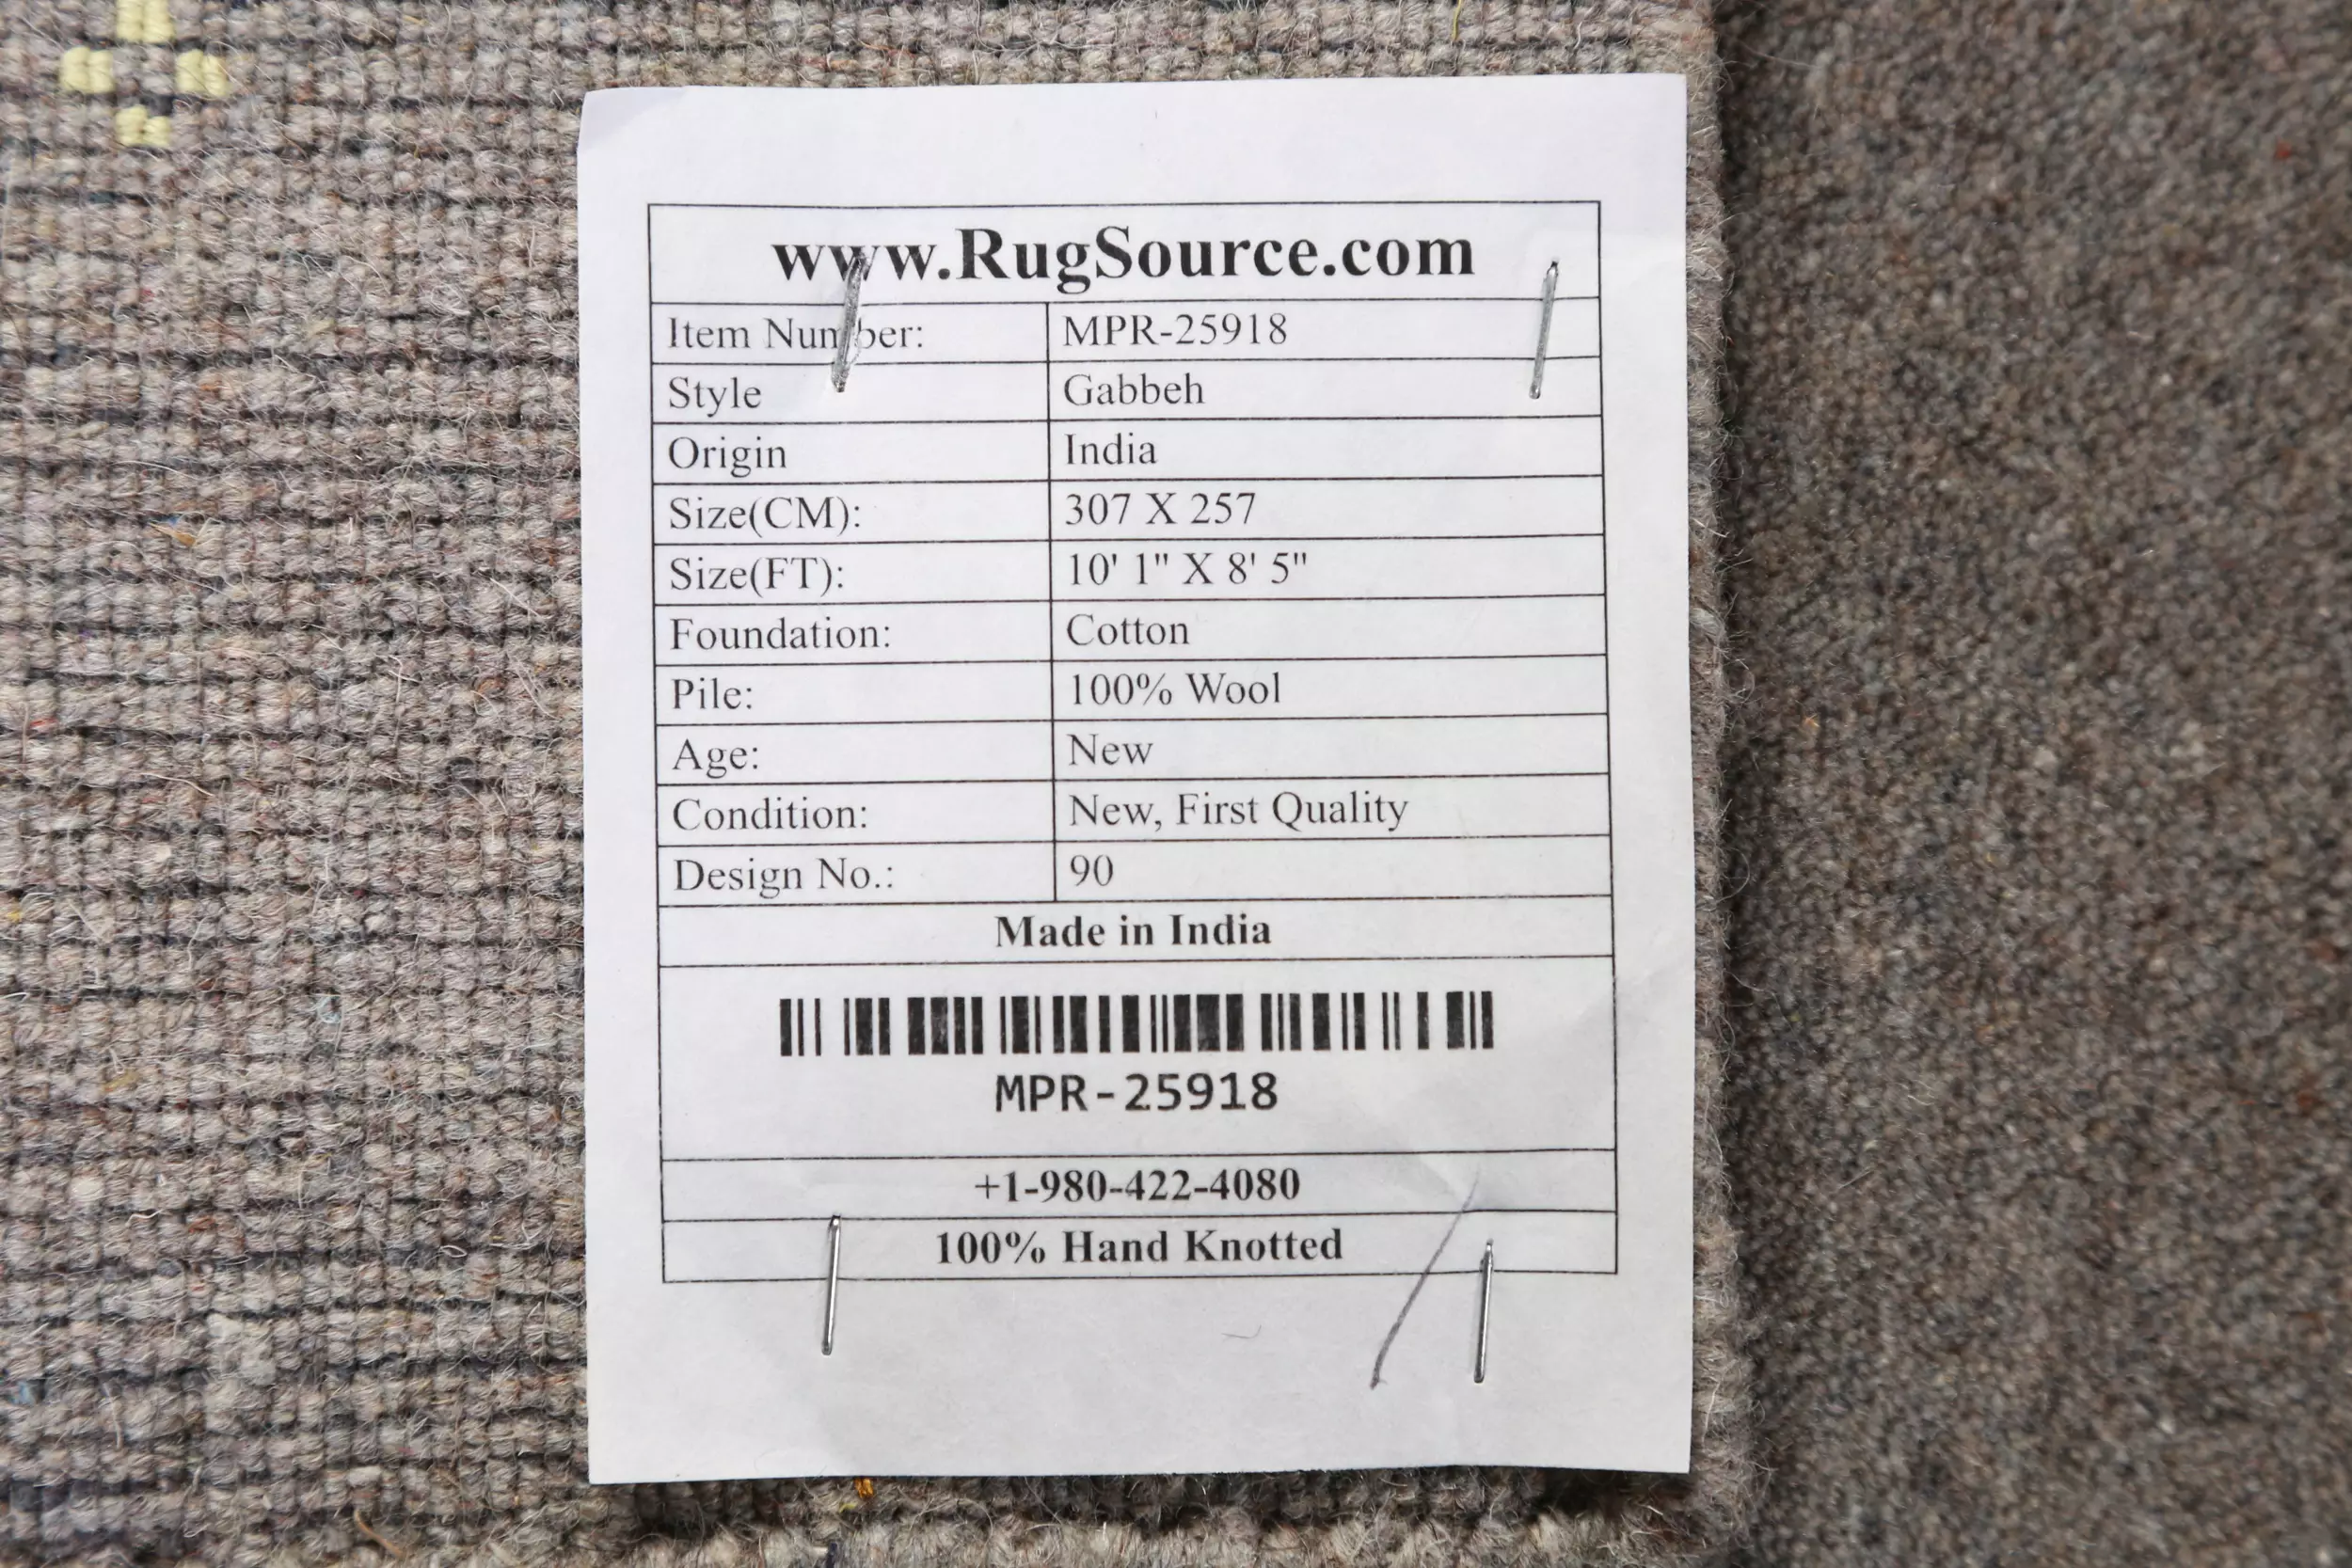 www.RugSource.com
Item Number: MPR-25918
Style Gabbeh
Origin India
Size(CM): 307 X 257
Size(FT): 10' 1" X 8' 5"
Foundation: Cotton
Pile: 100% Wool
Age: New
Condition: New, First Quality
Design No.: 90
Made in India
MPR-25918
+1-980-422-4080
100% Hand Knotted